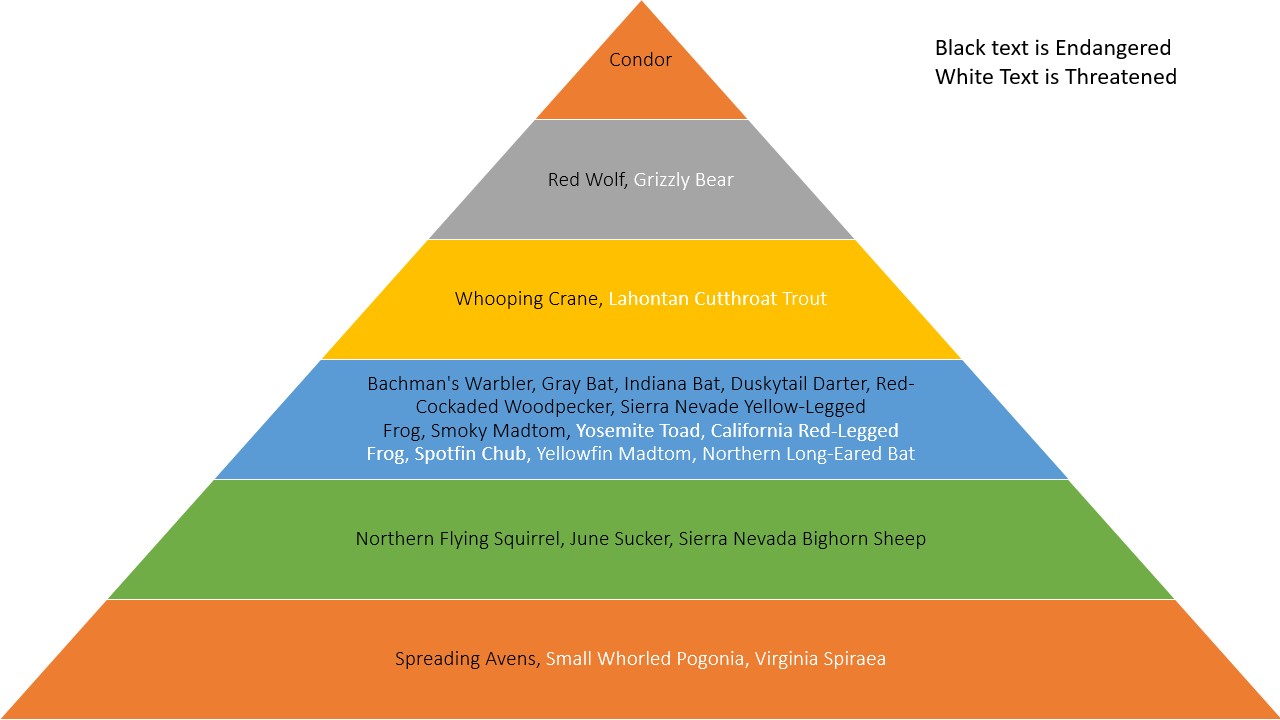 Condor
Black text is Endangered
White Text is Threatened
Red Wolf, Grizzly Bear
Whooping Crane, Lahontan Cutthroat Trout
Bachman's Warbler, Gray Bat, Indiana Bat, Duskytail Darter, Red-
Cockaded Woodpecker, Sierra Nevade Yellow-Legged
Frog, Smoky Madtom, Yosemite Toad, California Red-Legged
Frog, Spotfin Chub, Yellowfin Madtom, Northern Long-Eared Bat
Northern Flying Squirrel, June Sucker, Sierra Nevada Bighorn Sheep
Spreading Avens, Small Whorled Pogonia, Virginia Spiraea